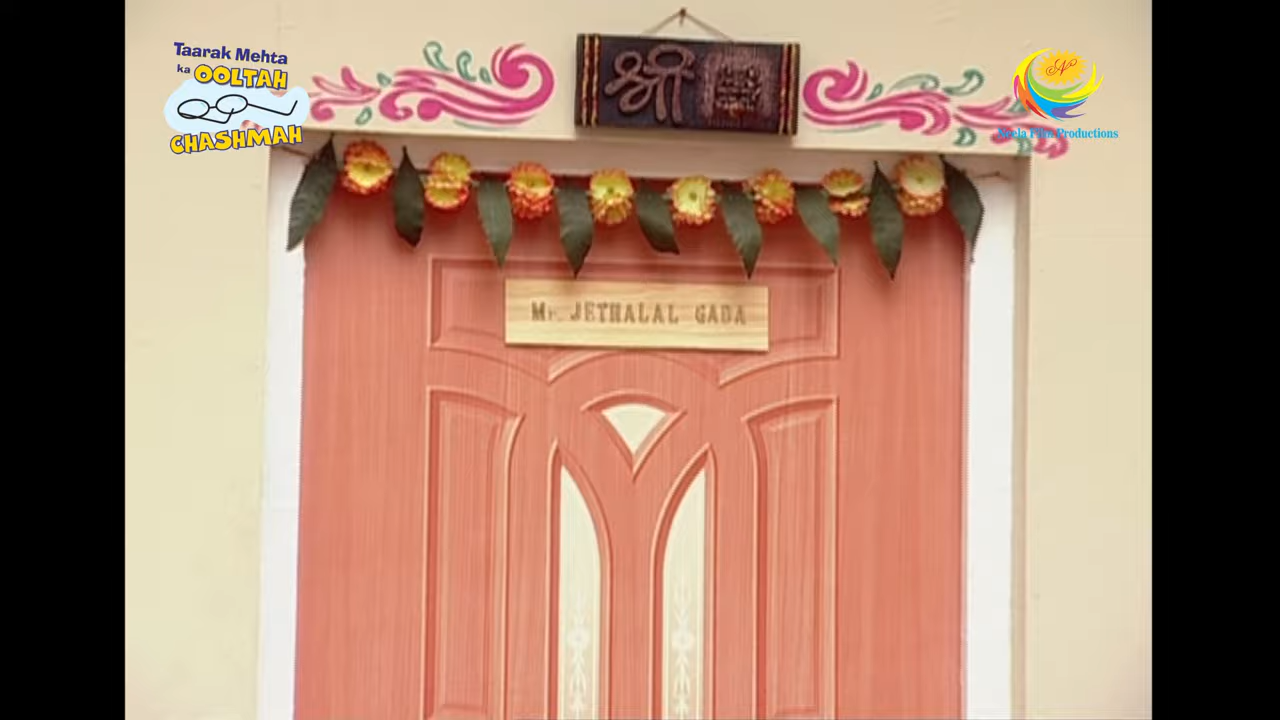 Taarak Mehta
ka OOLTAH
CHASHMAH
श्री
Neela Film Productions
Mr. JETHALAL GADA